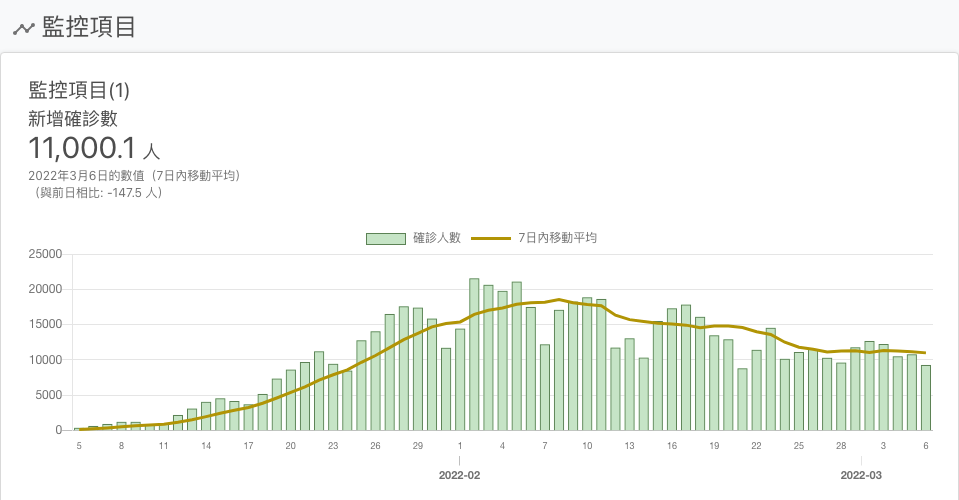 監控項目
監控項目(1)
新增確診數
11,000.1 人
2022年3月6日的數值（7日內移動平均）
（與前日相比: -147.5 人）
確診人數 7日內移動平均
25000
20000
15000
10000
5000
0
5 8 11 14 17 20 23 26 29 1 4 7 10 13 16 19 22 25 28 3 6
2022-02 2022-03